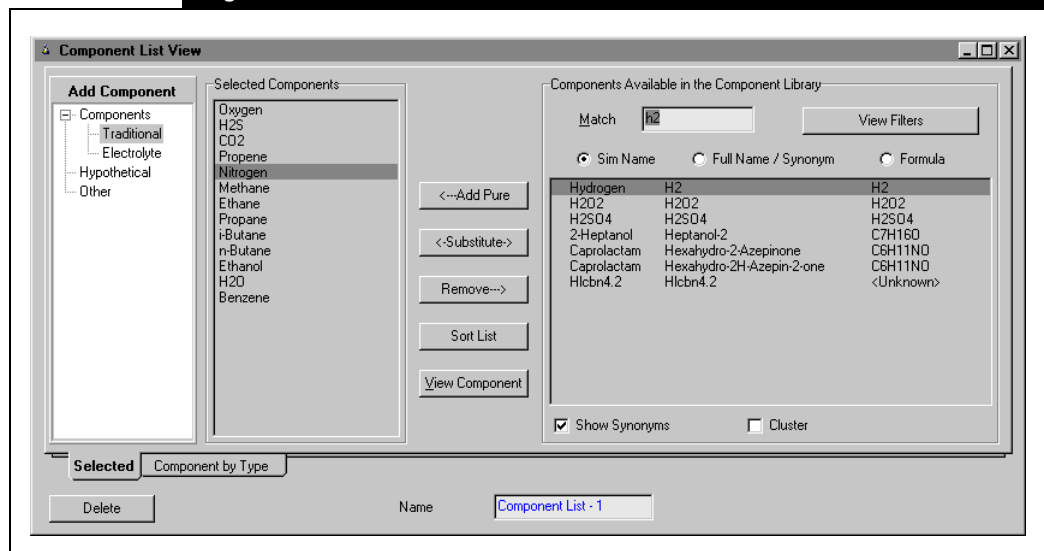 Component List View
Add Component
Components
Traditional
Electrolyte
Hypothetical
Other
Selected Components
Oxygen
H2S
CO2
Propene
Nitrogen
Methane
Ethane
Propane
i-Butane
n-Butane
Ethanol
H2O
Benzene
<---Add Pure
<-Substitute->
Remove--->
Sort List
View Component
Components Available in the Component Library
Match h2 View Filters
Sim Name Full Name / Synonym Formula
Hydrogen H2 H2
H2O2 H2O2 H2O2
H2SO4 H2SO4 H2SO4
2-Heptanol Heptanol-2 C7H16O
Caprolactam Hexahydro-2-Azepinone C6H11NO
Caprolactam Hexahydro-2H-Azepin-2-one C6H11NO
Hlcbn4.2 Hlcbn4.2 <Unknown>
Show Synonyms Cluster
Selected Component by Type
Delete Name Component List - 1